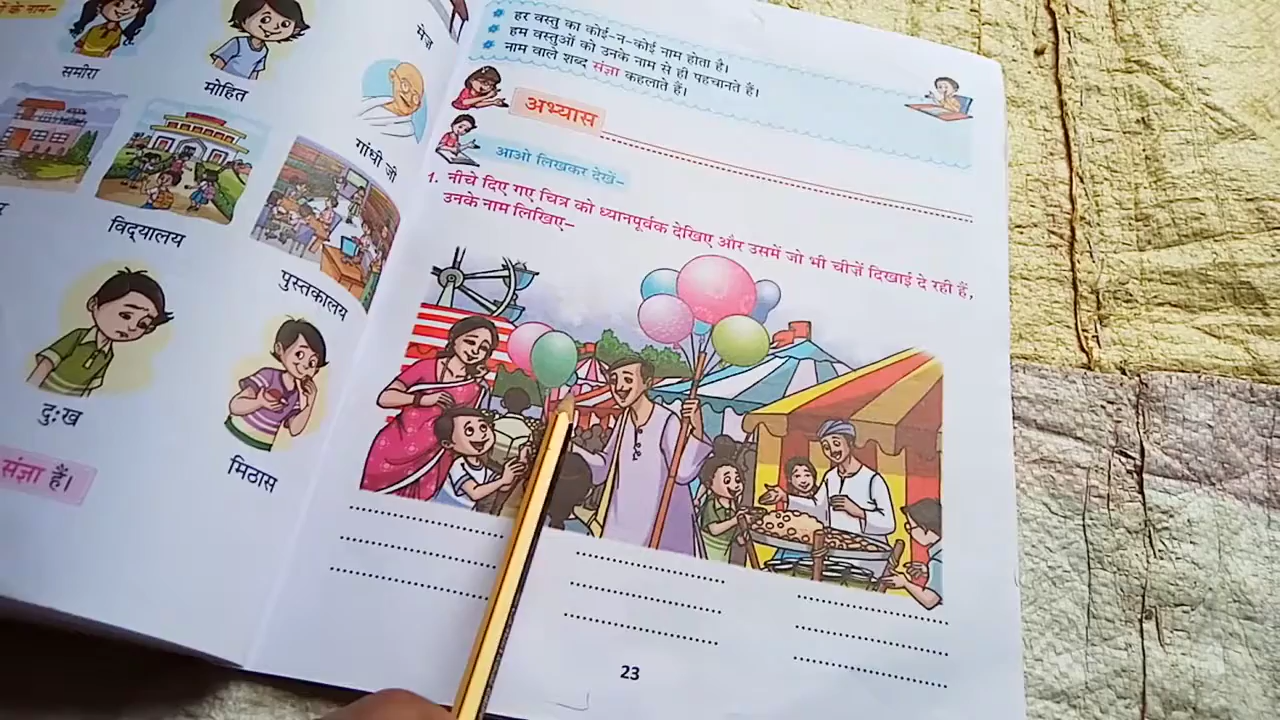 के नाम-
समीरा
मोहित
मेज़
गांधी जी
विद्यालय
पुस्तकालय
दुःख
मिठास
संज्ञा हैं।
हर वस्तु का कोई-न-कोई नाम होता है।
हम वस्तुओं को उनके नाम से ही पहचानते हैं।
नाम वाले शब्द संज्ञा कहलाते हैं।
अभ्यास
आओ लिखकर देखें-
1. नीचे दिए गए चित्र को ध्यानपूर्वक देखिए और उसमें जो भी चीज़ें दिखाई दे रही हैं,
उनके नाम लिखिए-
23